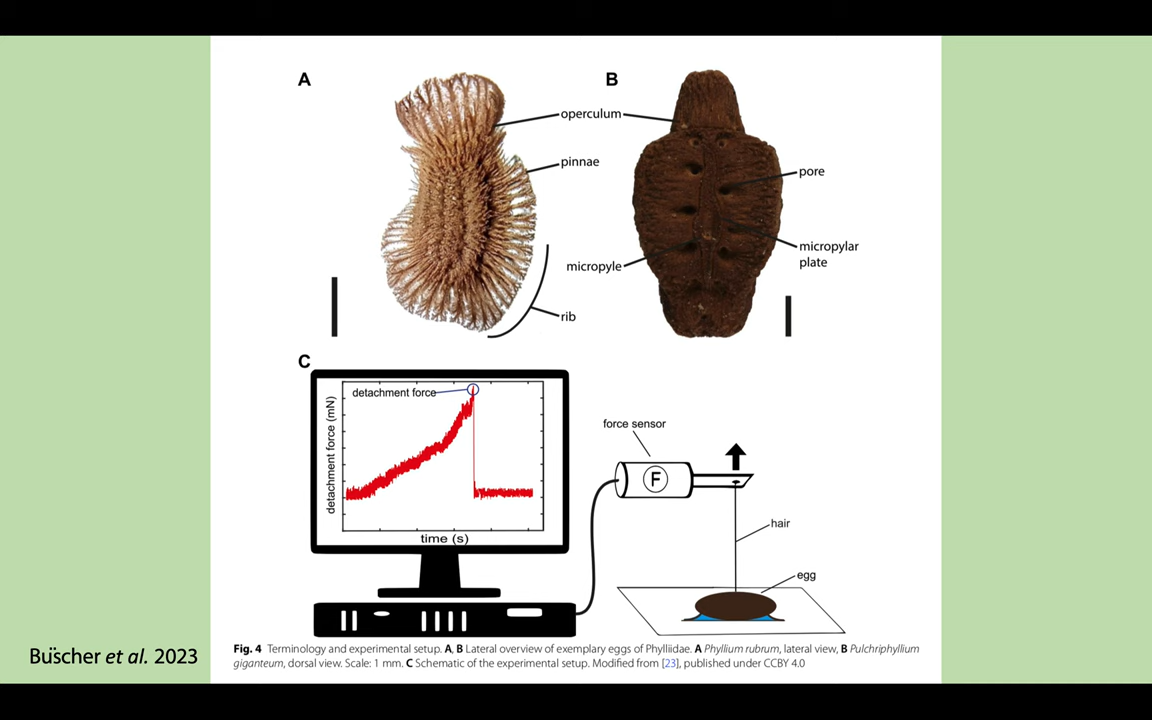 A
B
operculum
pinnae
pore
micropyle
micropylar
plate
rib
C
detachment force
detachment force (mN)
time (s)
force sensor
F
hair
egg
Büscher et al. 2023
Fig. 4 Terminology and experimental setup. A, B Lateral overview of exemplary eggs of Phylliidae. A Phyllium rubrum, lateral view, B Pulchriphyllium
giganteum, dorsal view. Scale: 1 mm. C Schematic of the experimental setup. Modified from [23], published under CCBY 4.0